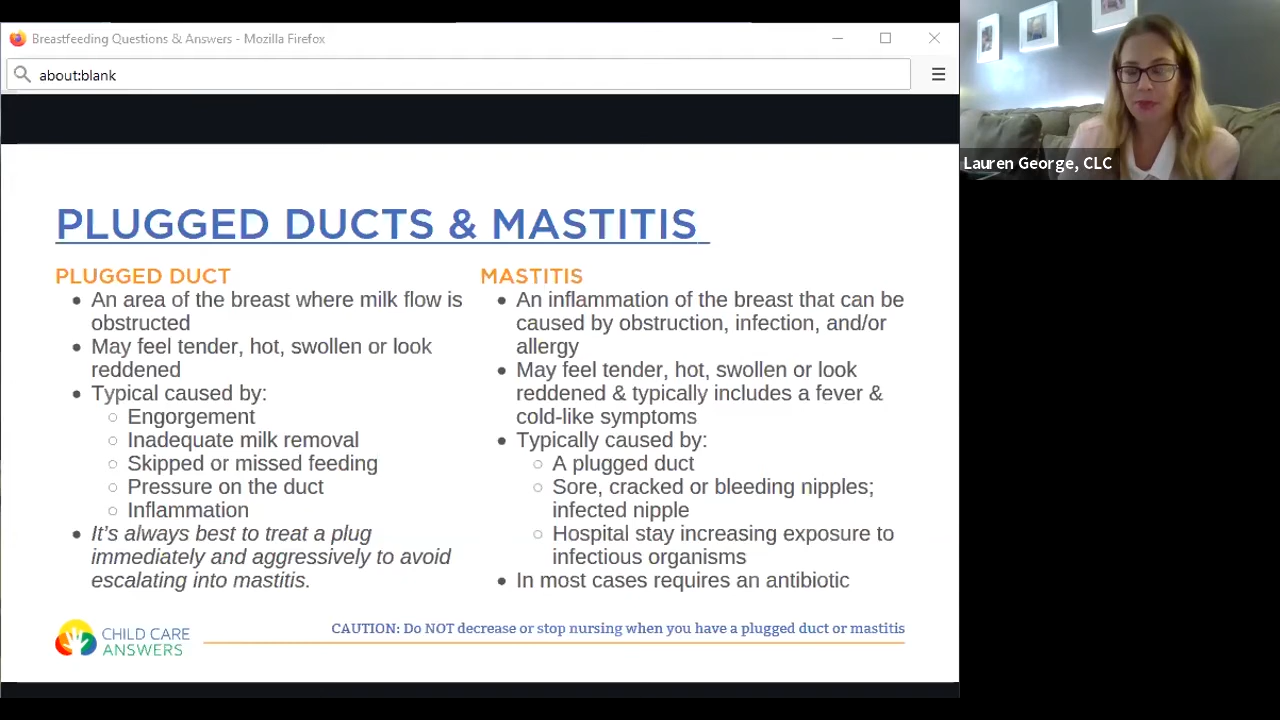 Breastfeeding Questions & Answers - Mozilla Firefox
about:blank
Lauren George, CLC
PLUGGED DUCTS & MASTITIS
PLUGGED DUCT
An area of the breast where milk flow is
obstructed
May feel tender, hot, swollen or look
reddened
Typical caused by:
Engorgement
Inadequate milk removal
Skipped or missed feeding
Pressure on the duct
Inflammation
It's always best to treat a plug
immediately and aggressively to avoid
escalating into mastitis.
MASTITIS
An inflammation of the breast that can be
caused by obstruction, infection, and/or
allergy
May feel tender, hot, swollen or look
reddened & typically includes a fever &
cold-like symptoms
Typically caused by:
A plugged duct
Sore, cracked or bleeding nipples;
infected nipple
Hospital stay increasing exposure to
infectious organisms
In most cases requires an antibiotic
CHILD CARE
ANSWERS
CAUTION: Do NOT decrease or stop nursing when you have a plugged duct or mastitis